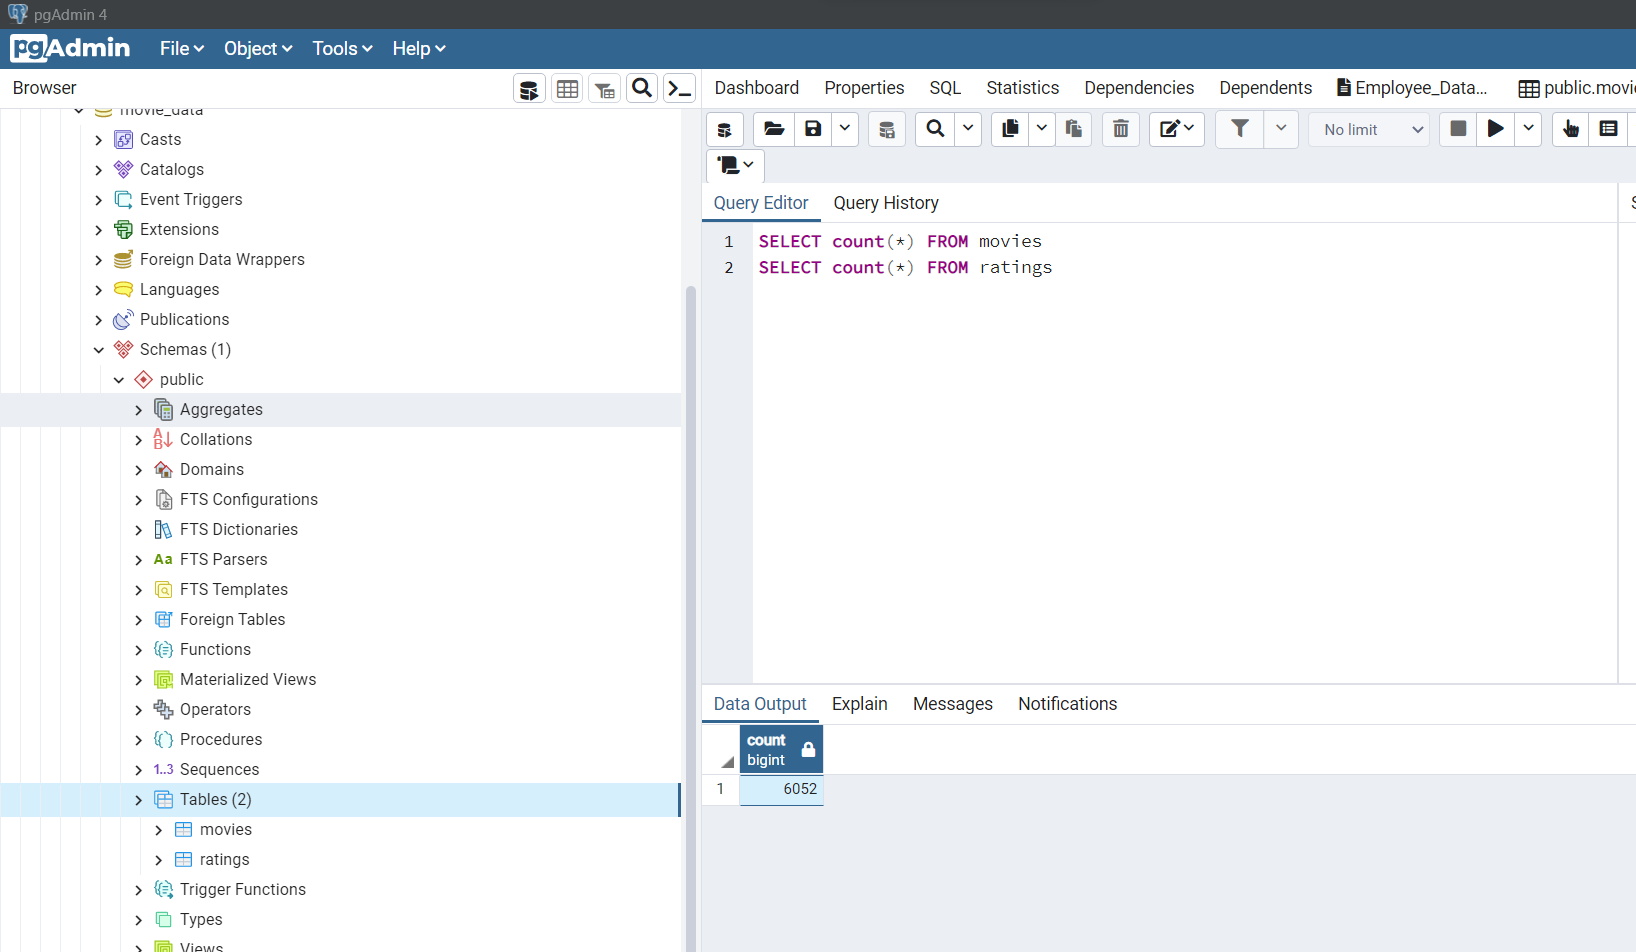 pgAdmin 4
pgAdmin File Object Tools Help
Browser
Dashboard Properties SQL Statistics Dependencies Dependents Employee_Data... public.movi
movie_data
Casts
Catalogs
Event Triggers
Extensions
Foreign Data Wrappers
Languages
Publications
Schemas (1)
public
Aggregates
Collations
Domains
FTS Configurations
FTS Dictionaries
Aa FTS Parsers
FTS Templates
Foreign Tables
Functions
Materialized Views
Operators
Procedures
1..3 Sequences
Tables (2)
movies
ratings
Trigger Functions
Types
Views
No limit
Query Editor Query History
1 SELECT count(*) FROM movies
2 SELECT count(*) FROM ratings
Data Output Explain Messages Notifications
count
bigint
1 6052